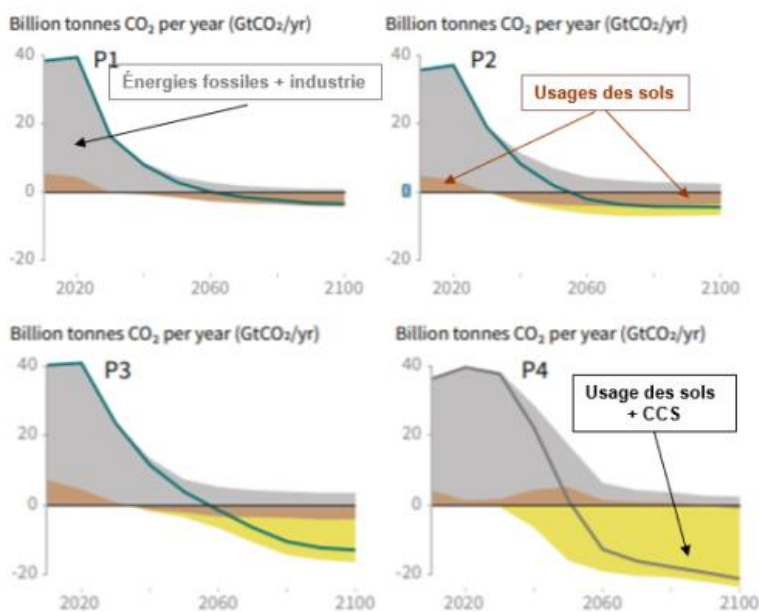 Billion tonnes CO₂ per year (GtCO₂/yr)
40
P1
Énergies fossiles + industrie
20
0
-20
2020
2060
2100
Billion tonnes CO₂ per year (GtCO₂/yr)
40
P2
Usages des sols
20
0
-20
2020
2060
2100
Billion tonnes CO₂ per year (GtCO₂/yr)
40
P3
20
0
-20
2020
2060
2100
Billion tonnes CO₂ per year (GtCO₂/yr)
40
P4
Usage des sols
+ CCS
20
0
-20
2020
2060
2100